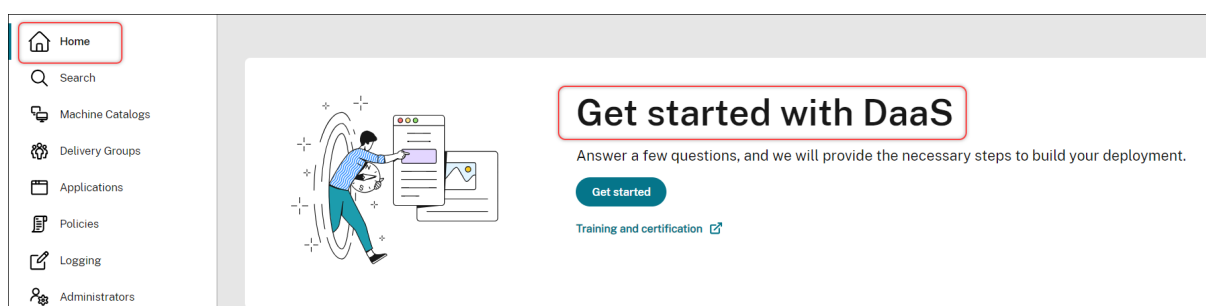 Home
Search
Machine Catalogs
Delivery Groups
Applications
Policies
Logging
Administrators
Get started with DaaS
Answer a few questions, and we will provide the necessary steps to build your deployment.
Get started
Training and certification